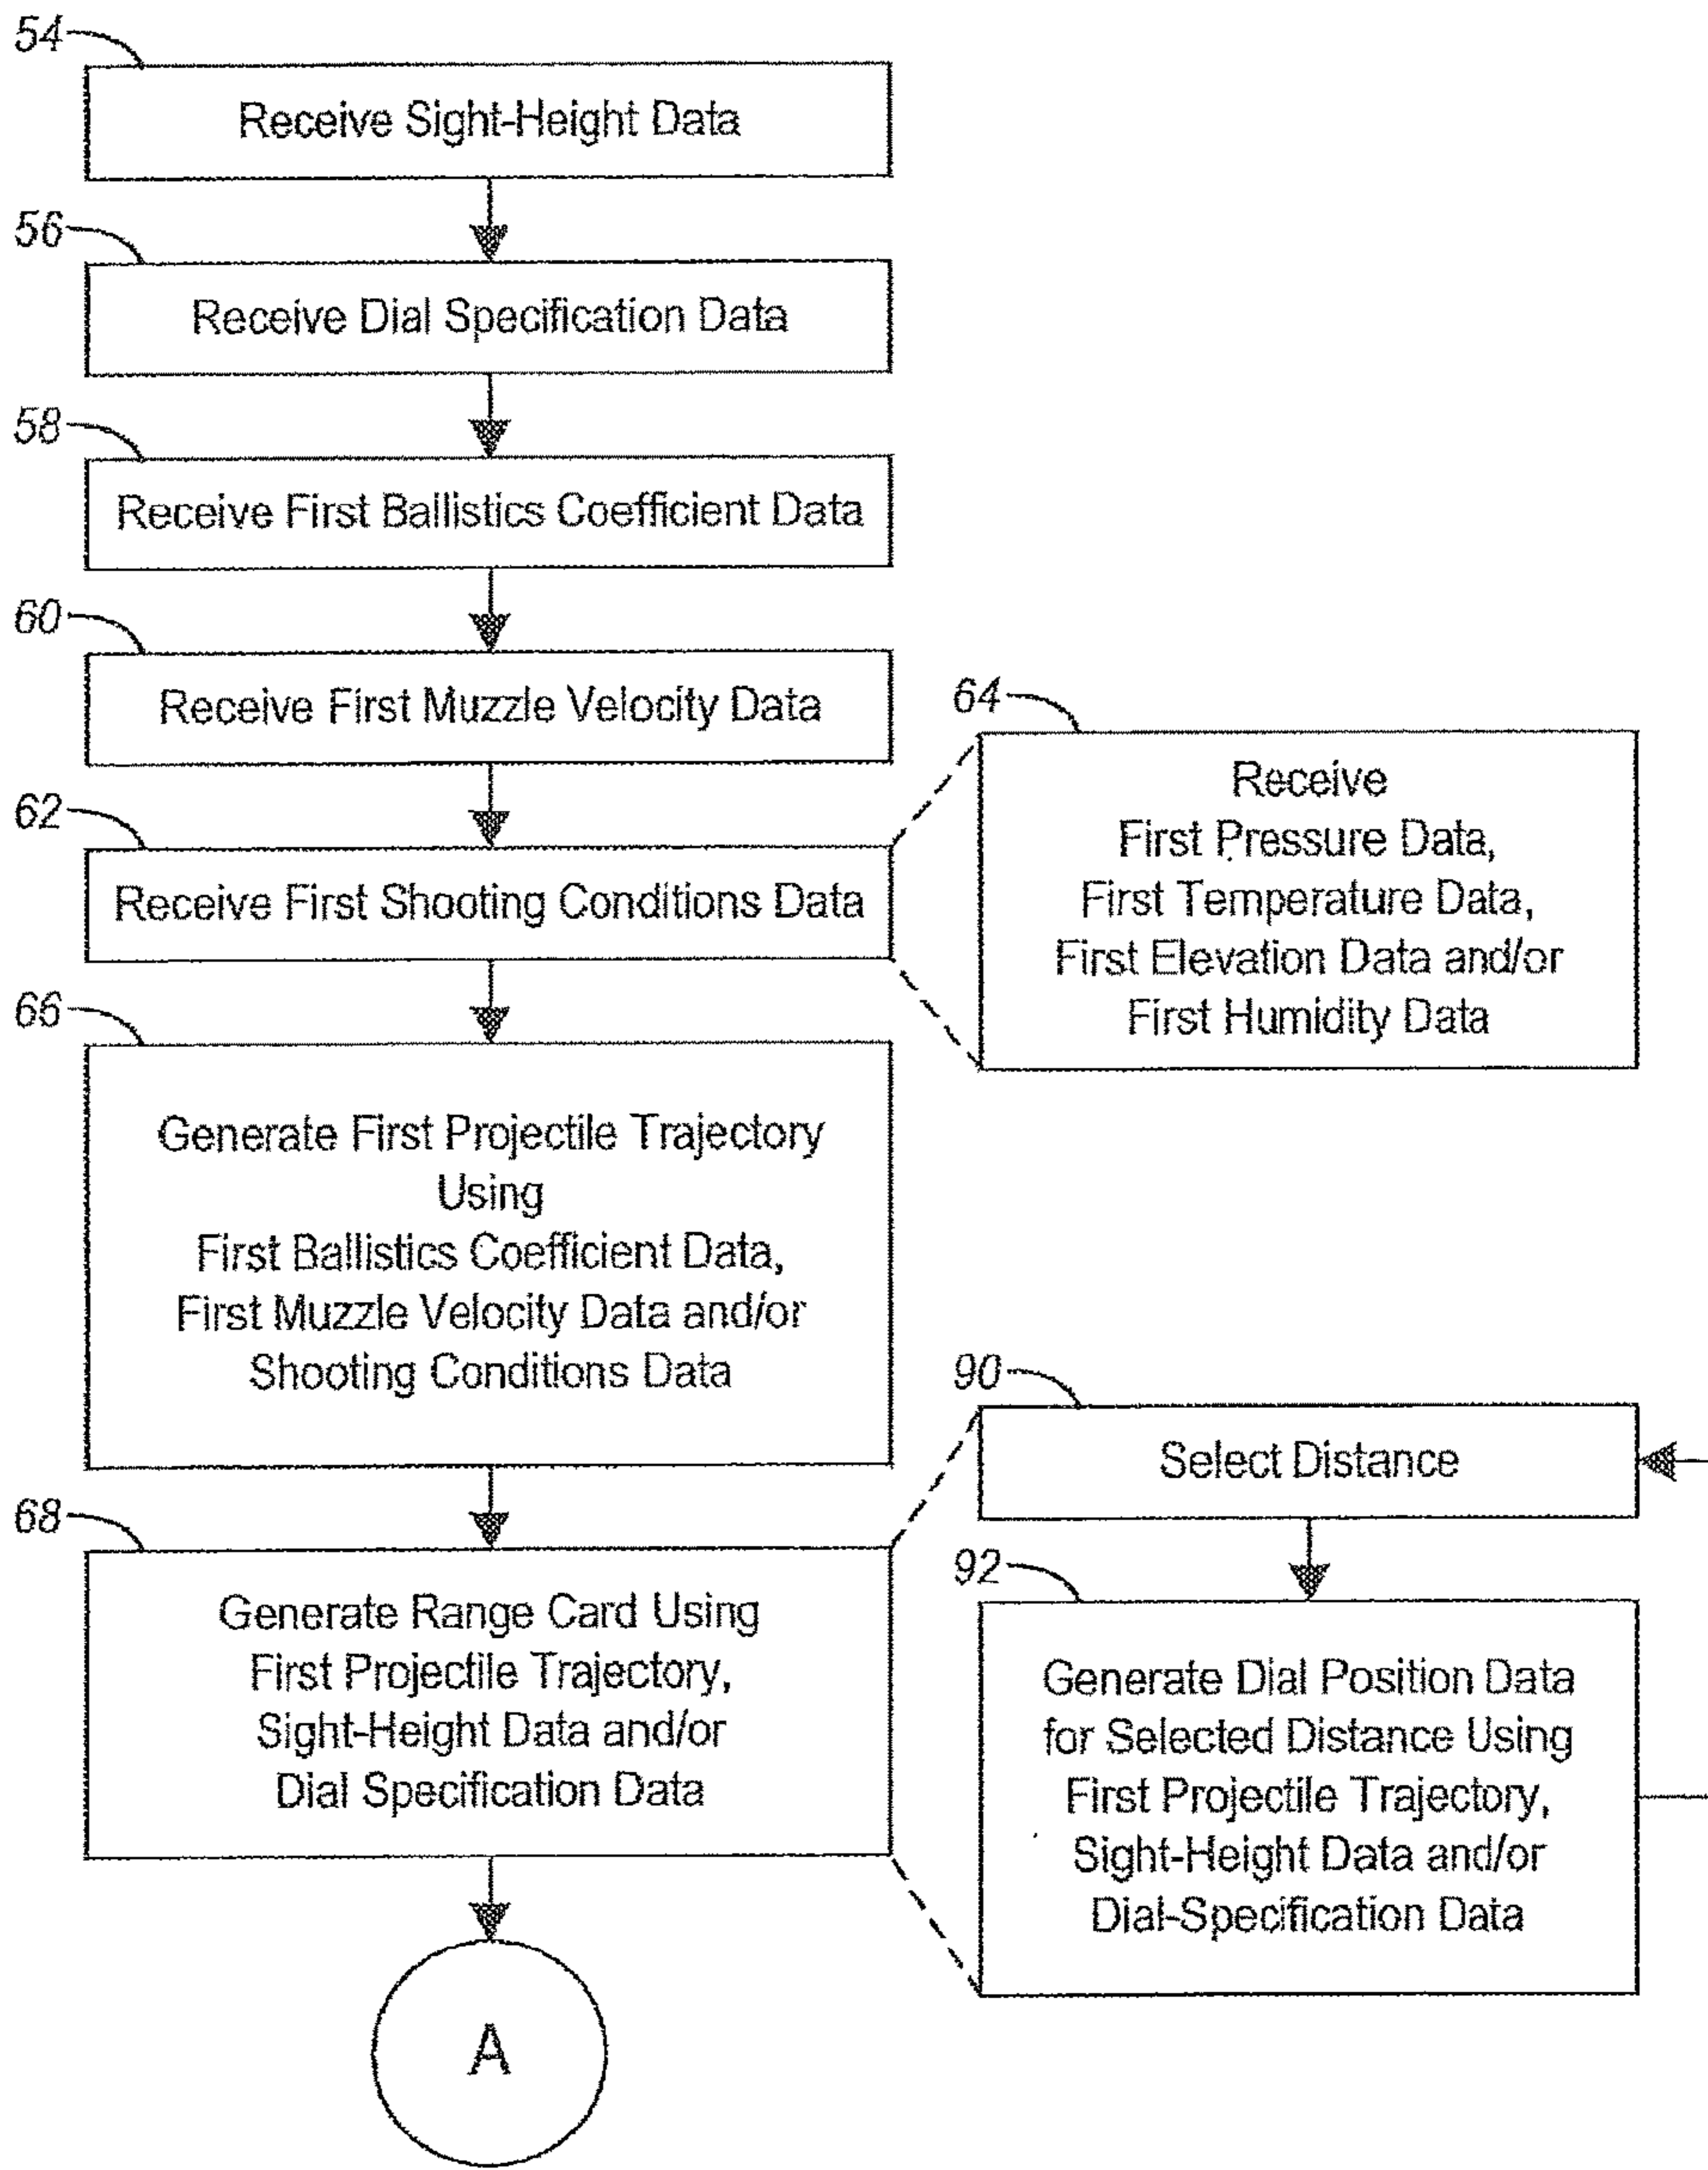 54
Receive Sight-Height Data
56
Receive Dial Specification Data
58
Receive First Ballistics Coefficient Data
60
Receive First Muzzle Velocity Data
62
Receive First Shooting Conditions Data
64
Receive
First Pressure Data,
First Temperature Data,
First Elevation Data and/or
First Humidity Data
66
Generate First Projectile Trajectory
Using
First Ballistics Coefficient Data,
First Muzzle Velocity Data and/or
Shooting Conditions Data
68
Generate Range Card Using
First Projectile Trajectory,
Sight-Height Data and/or
Dial Specification Data
90
Select Distance
92
Generate Dial Position Data
for Selected Distance Using
First Projectile Trajectory,
Sight-Height Data and/or
Dial-Specification Data
A